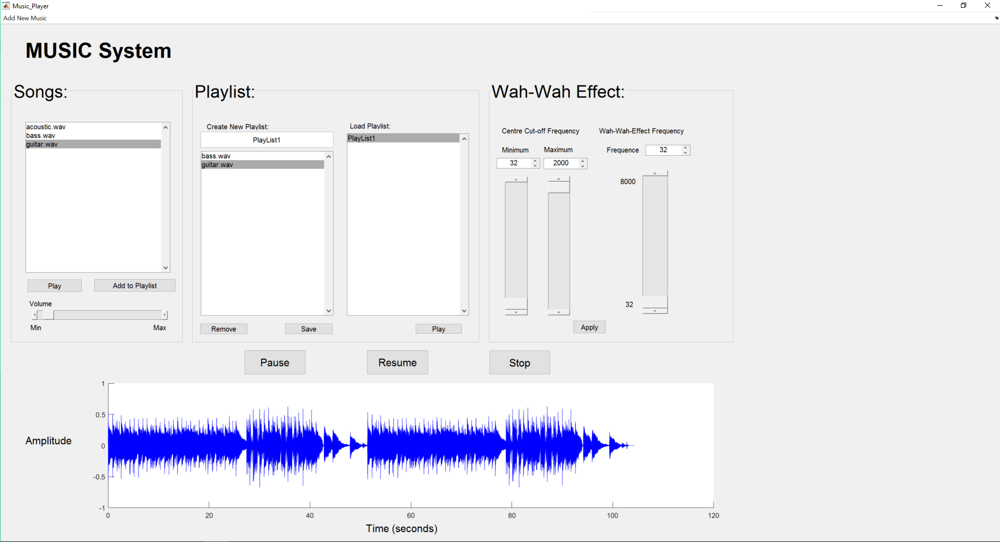 Music_Player
Add New Music
MUSIC System
Songs:
acoustic.wav
bass.wav
guitar.wav
Play
Add to Playlist
Volume
Min
Max
Playlist:
Create New Playlist:
PlayList1
bass.wav
guitar.wav
Remove
Save
Load Playlist:
PlayList1
Play
Wah-Wah Effect:
Centre Cut-off Frequency
Minimum
Maximum
32
2000
Wah-Wah-Effect Frequency
Frequence
32
8000
32
Apply
Pause
Resume
Stop
Amplitude
1
0.5
0
-0.5
-1
0
20
40
60
80
100
120
Time (seconds)